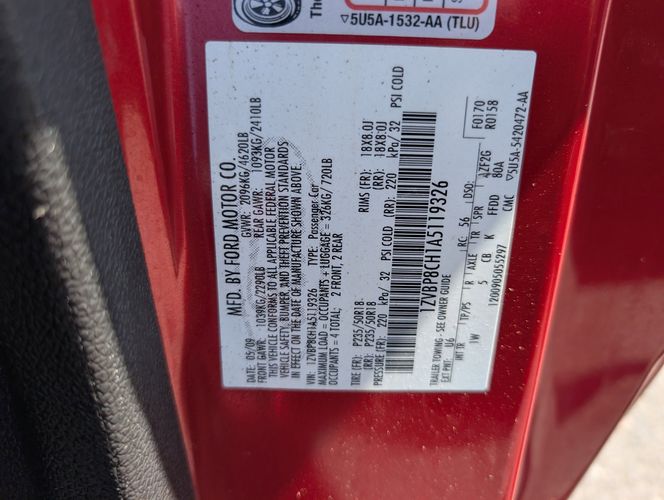 The
▽5U5A-1532-AA (TLU)
MFD. BY FORD MOTOR CO.
DATE: 05/09 GVWR: 2096KG/4620LB
FRONT GAWR: 1039KG/2290LB REAR GAWR: 1093KG/2410LB
THIS VEHICLE CONFORMS TO ALL APPLICABLE FEDERAL MOTOR
VEHICLE SAFETY, BUMPER, AND THEFT PREVENTION STANDARDS
IN EFFECT ON THE DATE OF MANUFACTURE SHOWN ABOVE.
VIN: 1ZVBP8CH1A5119326 TYPE: Passenger Car
MAXIMUM LOAD = OCCUPANTS + LUGGAGE = 326KG/720LB
OCCUPANTS = 4 TOTAL: 2 FRONT, 2 REAR
TIRE (FR): P235/50R18 RIMS (FR): 18X8.0J
(RR): P235/50R18 (RR): 18X8.0J
PRESSURE (FR): 220 kPa/ 32 PSI COLD (RR): 220 kPa/ 32 PSI COLD
1ZVBP8CH1A5119326
TRAILER TOWING - SEE OWNER GUIDE
EXT PNT: U6 RC: 56 DSO: F0170
R0158
INT TR TP/PS R AXLE TR SPR
1W 5 CB K FFDD 80A
1200905055297 CMC ▽5U5A-5420472-AA